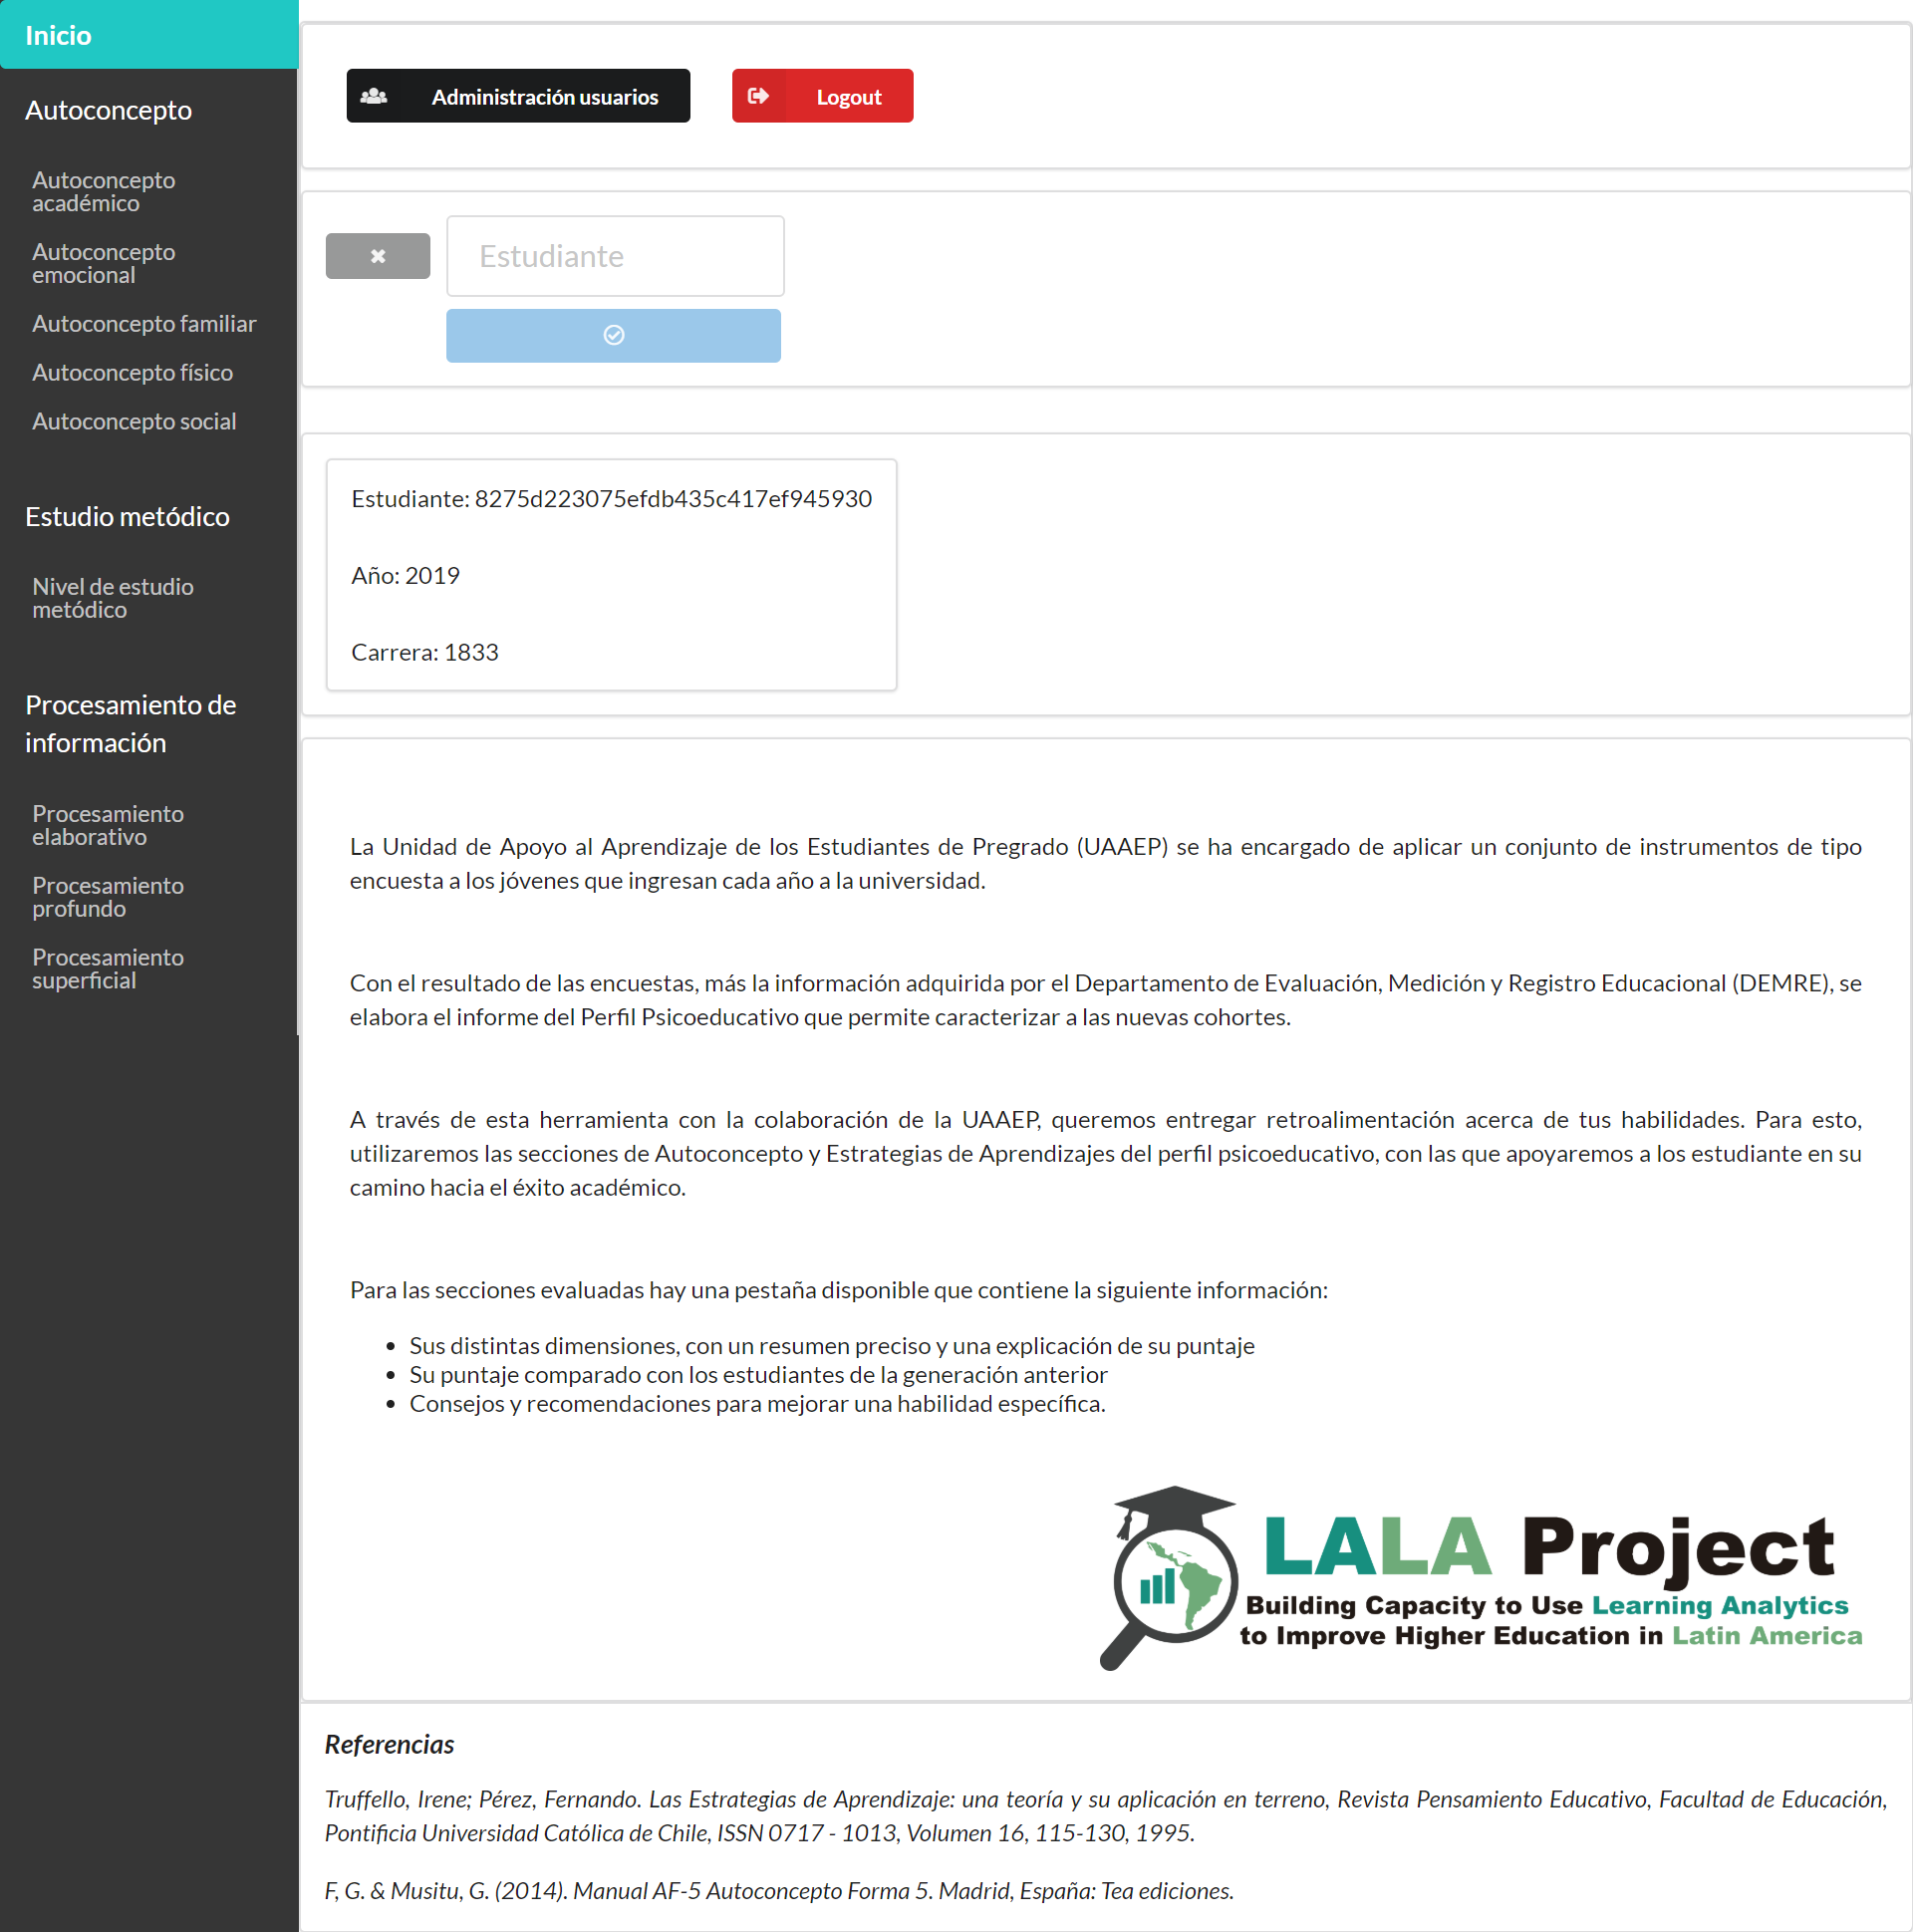 Inicio
Autoconcepto
Autoconcepto
académico
Autoconcepto
emocional
Autoconcepto familiar
Autoconcepto físico
Autoconcepto social
Estudio metódico
Nivel de estudio
metódico
Procesamiento de
información
Procesamiento
elaborativo
Procesamiento
profundo
Procesamiento
superficial
Administración usuarios
Logout
Estudiante
Estudiante: 8275d223075efdb435c417ef945930
Año: 2019
Carrera: 1833
La Unidad de Apoyo al Aprendizaje de los Estudiantes de Pregrado (UAAEP) se ha encargado de aplicar un conjunto de instrumentos de tipo
encuesta a los jóvenes que ingresan cada año a la universidad.
Con el resultado de las encuestas, más la información adquirida por el Departamento de Evaluación, Medición y Registro Educacional (DEMRE), se
elabora el informe del Perfil Psicoeducativo que permite caracterizar a las nuevas cohortes.
A través de esta herramienta con la colaboración de la UAAEP, queremos entregar retroalimentación acerca de tus habilidades. Para esto,
utilizaremos las secciones de Autoconcepto y Estrategias de Aprendizajes del perfil psicoeducativo, con las que apoyaremos a los estudiante en su
camino hacia el éxito académico.
Para las secciones evaluadas hay una pestaña disponible que contiene la siguiente información:
• Sus distintas dimensiones, con un resumen preciso y una explicación de su puntaje
• Su puntaje comparado con los estudiantes de la generación anterior
• Consejos y recomendaciones para mejorar una habilidad específica.
LALA Project
Building Capacity to Use Learning Analytics
to Improve Higher Education in Latin America
Referencias
Truffello, Irene; Pérez, Fernando. Las Estrategias de Aprendizaje: una teoría y su aplicación en terreno, Revista Pensamiento Educativo, Facultad de Educación,
Pontificia Universidad Católica de Chile, ISSN 0717 - 1013, Volumen 16, 115-130, 1995.
F, G. & Musitu, G. (2014). Manual AF-5 Autoconcepto Forma 5. Madrid, España: Tea ediciones.